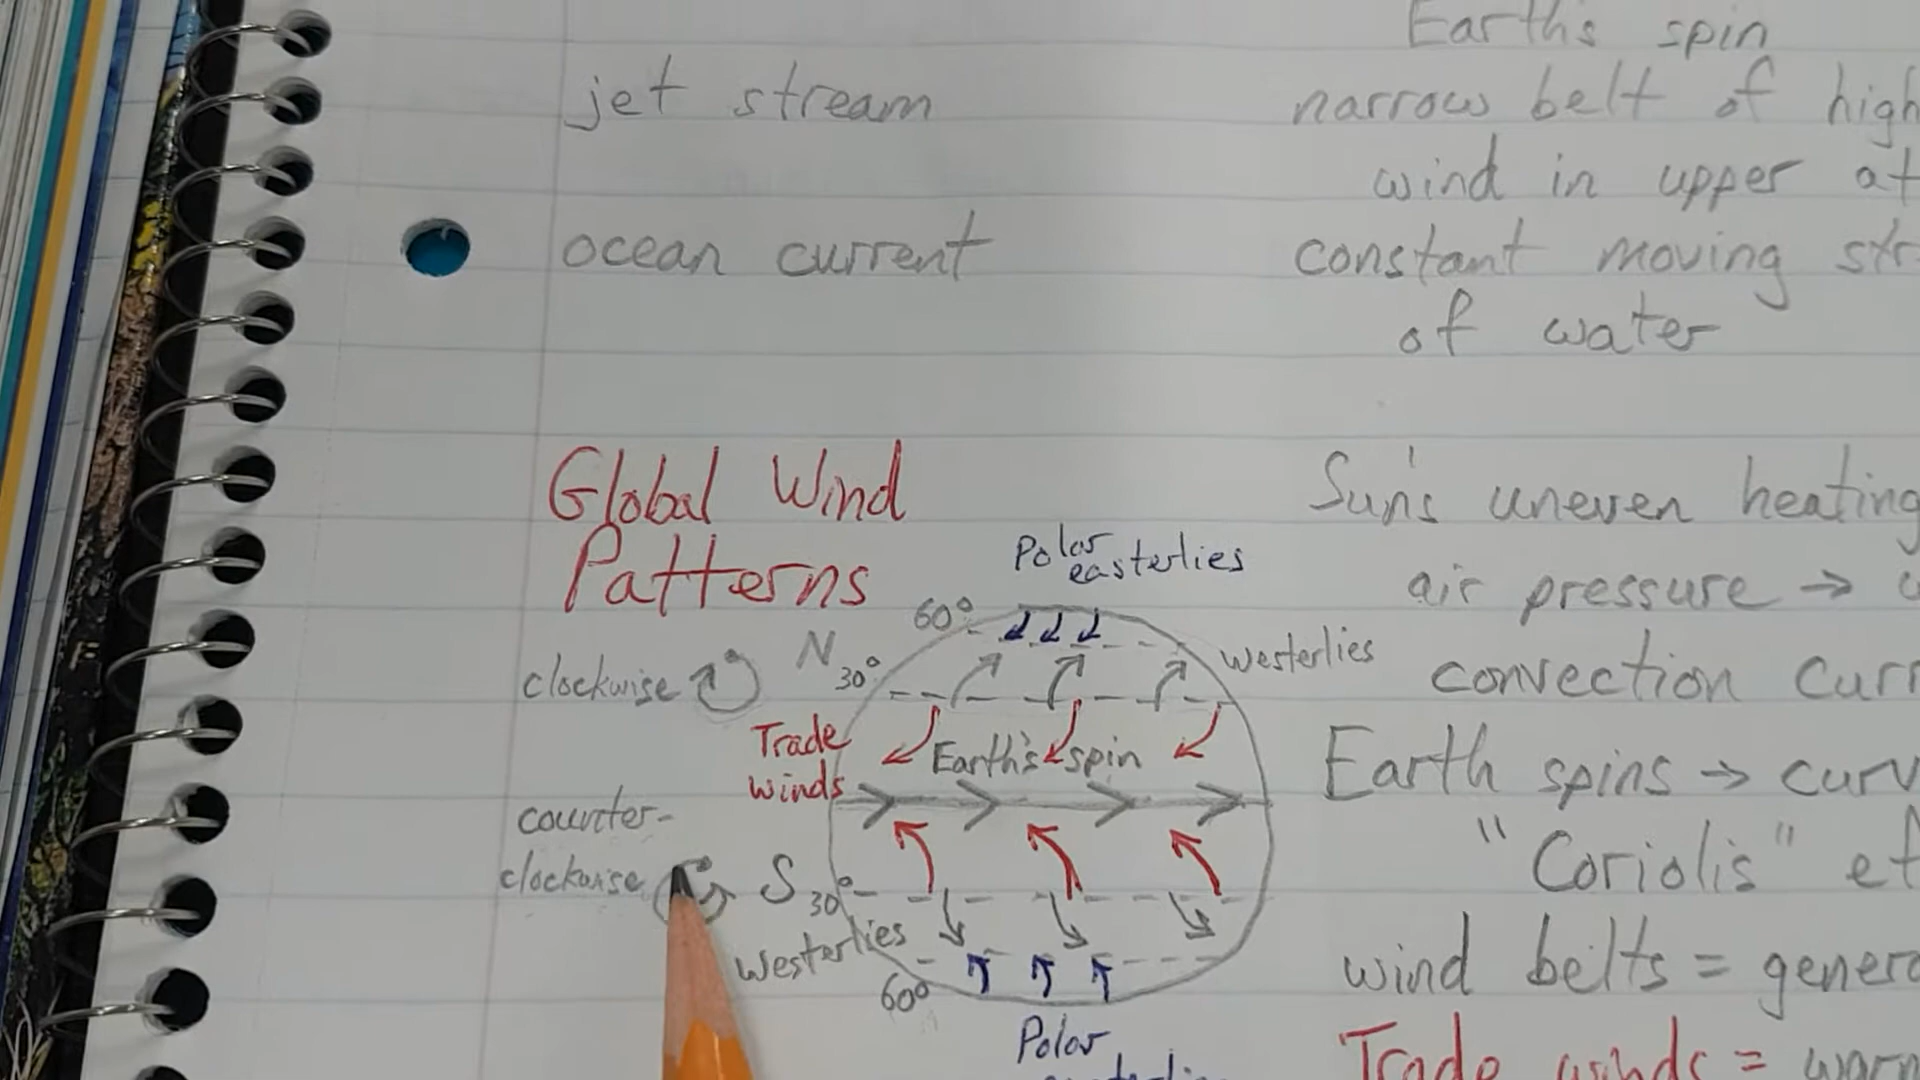 Earth's spin
jet stream narrow belt of high
wind in upper
ocean current constant moving
of water
Global Wind
Patterns
Sun's uneven heating
air pressure →
convection
Earth spins →
"Coriolis"
wind belts =
Trade winds =
Polar
easterlies
60°
N
30°
Westerlies
clockwise
Trade
winds
Earth's spin
counter-
clockwise
S
30°
Westerlies
60°
Polar